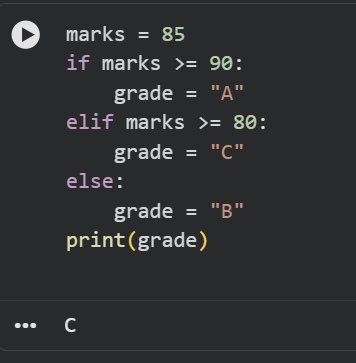 marks = 85
if marks >= 90:
    grade = "A"
elif marks >= 80:
    grade = "C"
else:
    grade = "B"
print(grade)
C